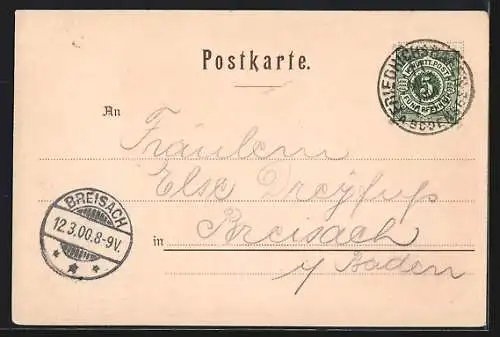 Postkarte.
K. WÜRTT. POST
5
FÜNF PFENNIG
An
Fräulein
Else Dreyfuß
BREISACH
12.3.00.8-9V.
in Breisach
i/ Baden